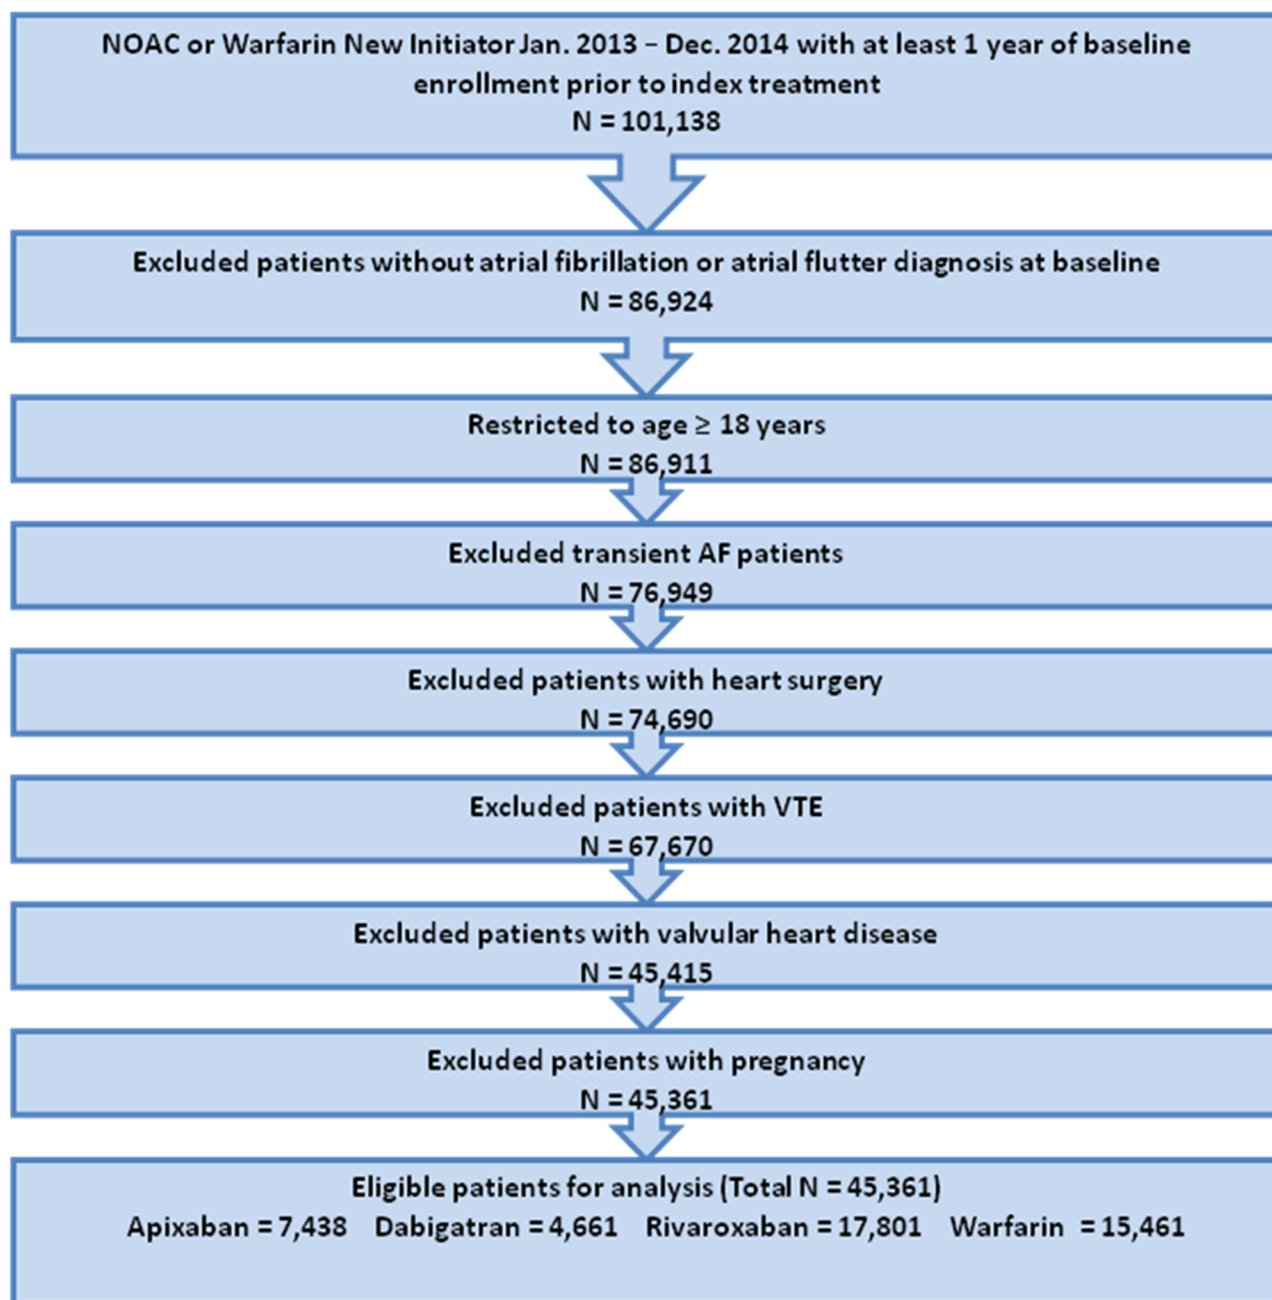 NOAC or Warfarin New Initiator Jan. 2013 – Dec. 2014 with at least 1 year of baseline
enrollment prior to index treatment
N = 101,138
Excluded patients without atrial fibrillation or atrial flutter diagnosis at baseline
N = 86,924
Restricted to age ≥ 18 years
N = 86,911
Excluded transient AF patients
N = 76,949
Excluded patients with heart surgery
N = 74,690
Excluded patients with VTE
N = 67,670
Excluded patients with valvular heart disease
N = 45,415
Excluded patients with pregnancy
N = 45,361
Eligible patients for analysis (Total N = 45,361)
Apixaban = 7,438 Dabigatran = 4,661 Rivaroxaban = 17,801 Warfarin = 15,461